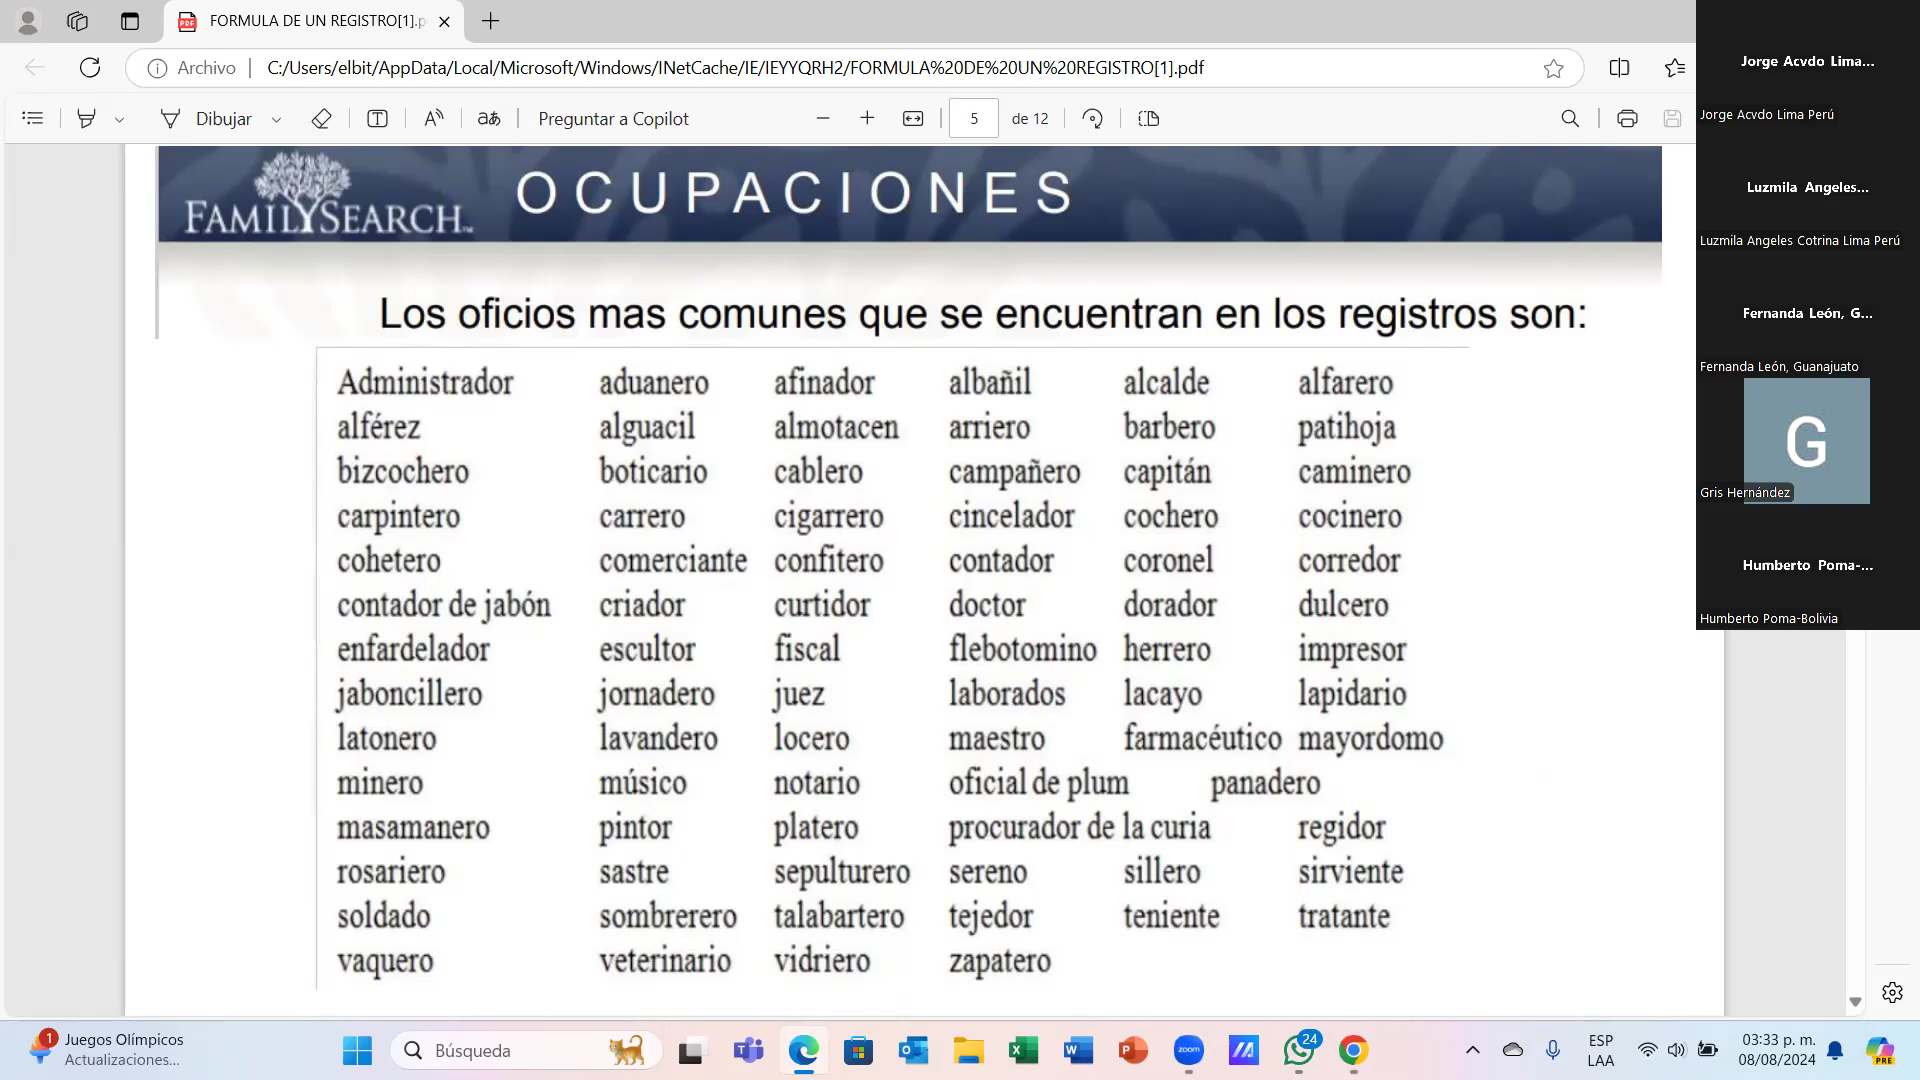 FORMULA DE UN REGISTRO[1].p
Archivo C:/Users/elbit/AppData/Local/Microsoft/Windows/INetCache/IE/IEYYQRH2/FORMULA%20DE%20UN%20REGISTRO[1].pdf
Dibujar Preguntar a Copilot 5 de 12
FAMILYSEARCH OCUPACIONES
Los oficios mas comunes que se encuentran en los registros son:
Administrador aduanero afinador albañil alcalde alfarero
alférez alguacil almotacen arriero barbero patihoja
bizcochero boticario cablero campañero capitán caminero
carpintero carrero cigarrero cincelador cochero cocinero
cohetero comerciante confitero contador coronel corredor
contador de jabón criador curtidor doctor dorador dulcero
enfardelador escultor fiscal flebotomino herrero impresor
jaboncillero jornadero juez laborados lacayo lapidario
latonero lavandero locero maestro farmacéutico mayordomo
minero músico notario oficial de plum panadero
masamanero pintor platero procurador de la curia regidor
rosariero sastre sepulturero sereno sillero sirviente
soldado sombrerero talabartero tejedor teniente tratante
vaquero veterinario vidriero zapatero
Jorge Acvdo Lima...
Jorge Acvdo Lima Perú
Luzmila Angeles...
Luzmila Angeles Cotrina Lima Perú
Fernanda León, G...
Fernanda León, Guanajuato
G
Gris Hernández
Humberto Poma-...
Humberto Poma-Bolivia
1 Juegos Olímpicos
Actualizaciones...
Búsqueda
zoom
24
ESP
LAA
03:33 p. m.
08/08/2024
PRE